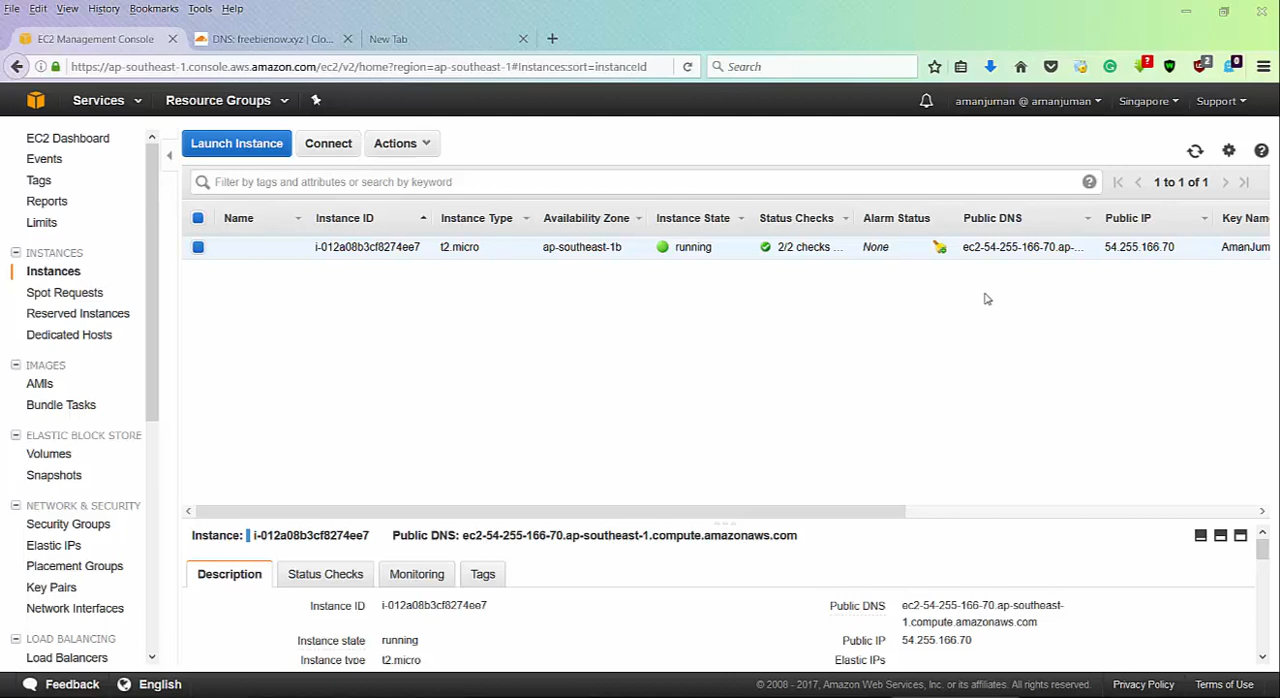 File Edit View History Bookmarks Tools Help
EC2 Management Console
DNS: freebienow.xyz | Clo...
New Tab
https://ap-southeast-1.console.aws.amazon.com/ec2/v2/home?region=ap-southeast-1#Instances:sort=instanceId
Search
?
2
0
Services
Resource Groups
amanjuman @ amanjuman
Singapore
Support
EC2 Dashboard
Events
Tags
Reports
Limits
INSTANCES
Instances
Spot Requests
Reserved Instances
Dedicated Hosts
IMAGES
AMIs
Bundle Tasks
ELASTIC BLOCK STORE
Volumes
Snapshots
NETWORK & SECURITY
Security Groups
Elastic IPs
Placement Groups
Key Pairs
Network Interfaces
LOAD BALANCING
Load Balancers
Launch Instance
Connect
Actions
Filter by tags and attributes or search by keyword
1 to 1 of 1
Name Instance ID Instance Type Availability Zone Instance State Status Checks Alarm Status Public DNS Public IP Key Nam
i-012a08b3cf8274ee7 t2.micro ap-southeast-1b running 2/2 checks ... None ec2-54-255-166-70.ap-... 54.255.166.70 AmanJum
Instance: i-012a08b3cf8274ee7 Public DNS: ec2-54-255-166-70.ap-southeast-1.compute.amazonaws.com
Description
Status Checks
Monitoring
Tags
Instance ID i-012a08b3cf8274ee7
Instance state running
Instance type t2.micro
Public DNS ec2-54-255-166-70.ap-southeast-
1.compute.amazonaws.com
Public IP 54.255.166.70
Elastic IPs
Feedback
English
© 2008 - 2017, Amazon Web Services, Inc. or its affiliates. All rights reserved.
Privacy Policy
Terms of Use